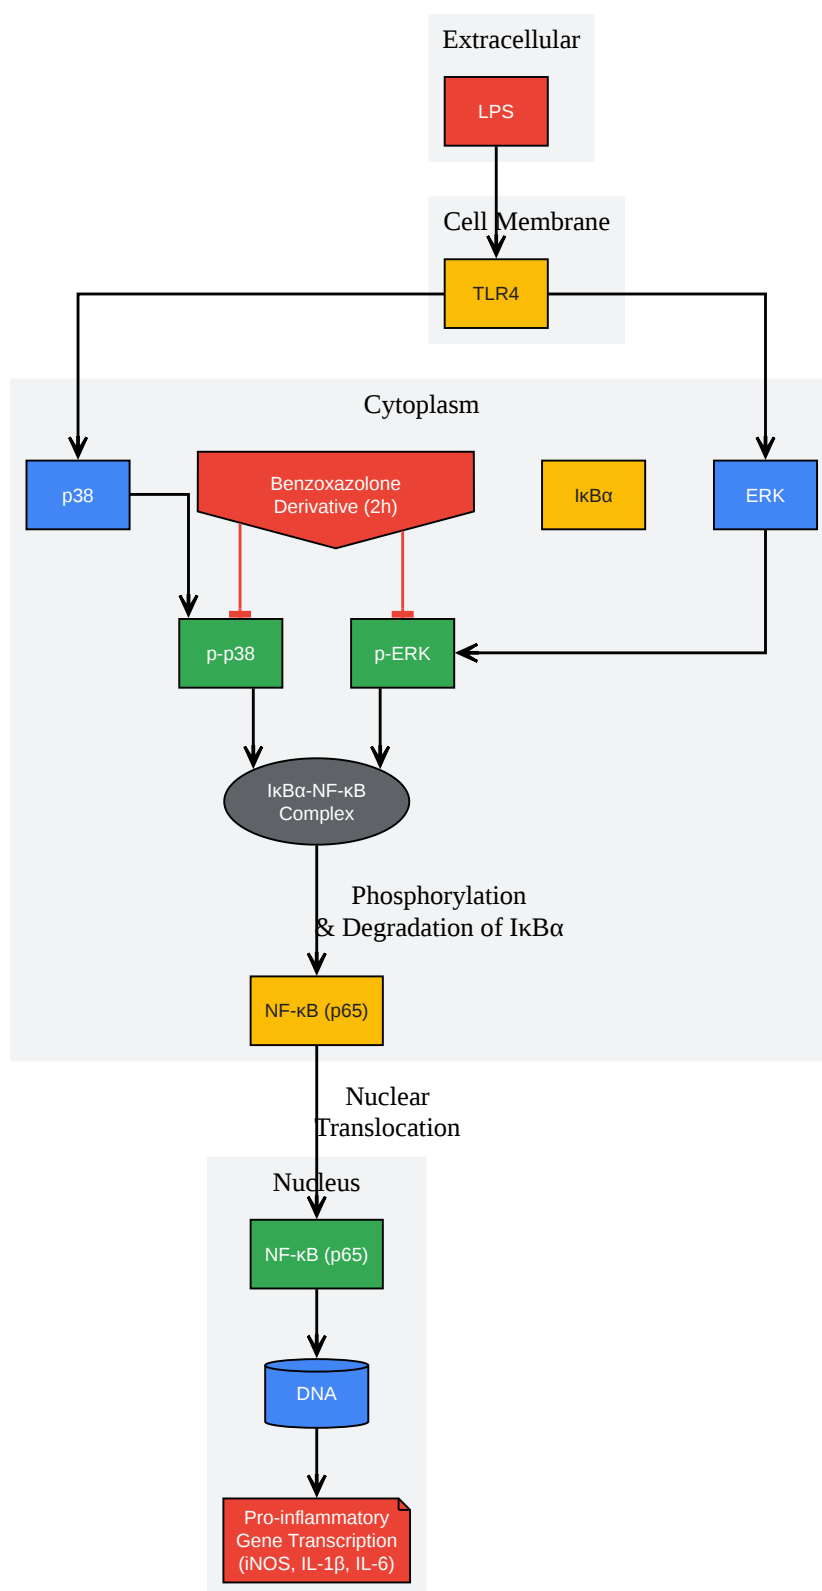 Extracellular
LPS
Cell Membrane
TLR4
Cytoplasm
p38
Benzoxazolone
Derivative (2h)
IκBα
ERK
p-p38
p-ERK
IκBα-NF-κB
Complex
Phosphorylation
& Degradation of IκBα
NF-κB (p65)
Nuclear
Translocation
Nucleus
NF-κB (p65)
DNA
Pro-inflammatory
Gene Transcription
(iNOS, IL-1β, IL-6)